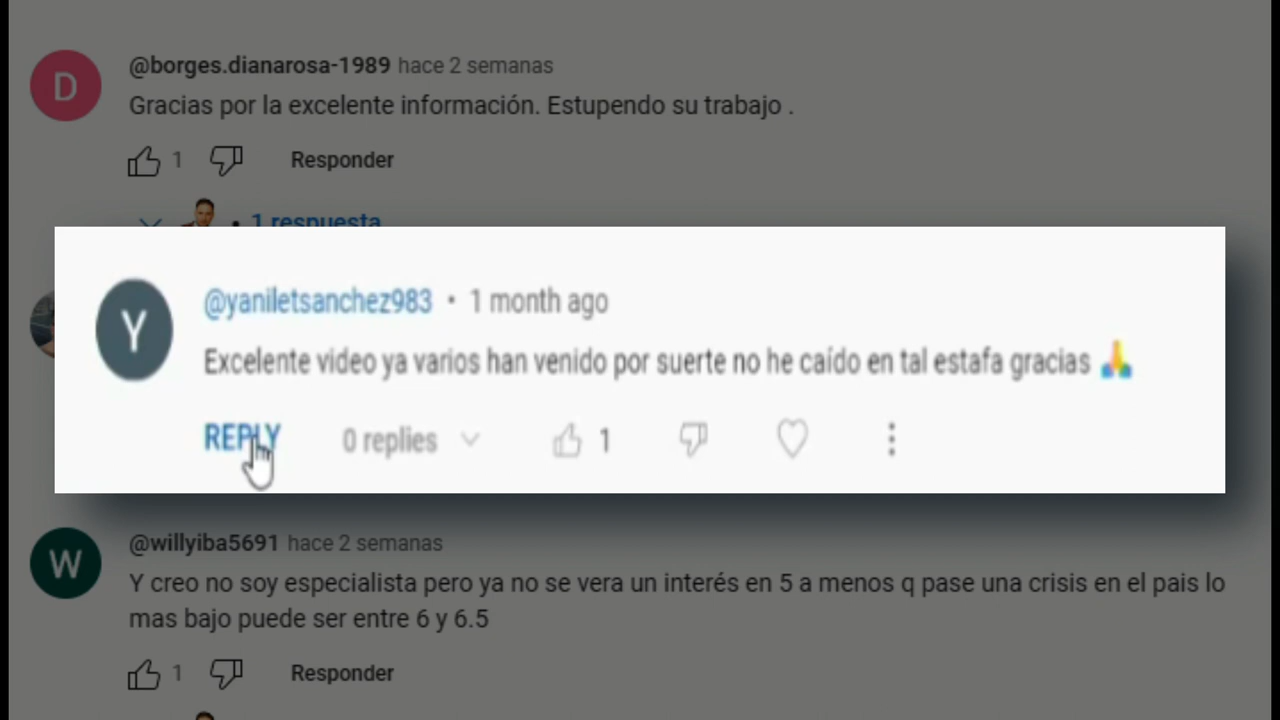 D
@borges.dianarosa-1989 hace 2 semanas
Gracias por la excelente información. Estupendo su trabajo .
1
Responder
• 1 respuesta
Y
@yaniletsanchez983 • 1 month ago
Excelente video ya varios han venido por suerte no he caído en tal estafa gracias 🙏
REPLY 0 replies 1
W
@willyiba5691 hace 2 semanas
Y creo no soy especialista pero ya no se vera un interés en 5 a menos q pase una crisis en el pais lo
mas bajo puede ser entre 6 y 6.5
1
Responder